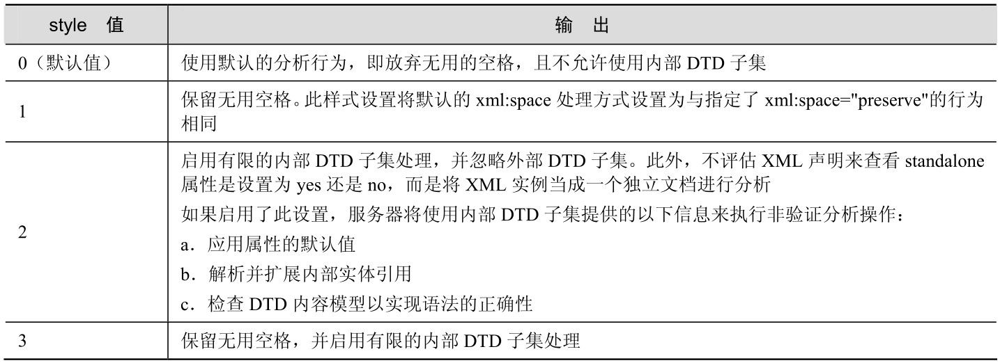 style 值
输 出
0（默认值）
使用默认的分析行为，即放弃无用的空格，且不允许使用内部 DTD 子集
1
保留无用空格。此样式设置将默认的 xml:space 处理方式设置为与指定了 xml:space="preserve"的行为
相同
2
启用有限的内部 DTD 子集处理，并忽略外部 DTD 子集。此外，不评估 XML 声明来查看 standalone
属性是设置为 yes 还是 no，而是将 XML 实例当成一个独立文档进行分析
如果启用了此设置，服务器将使用内部 DTD 子集提供的以下信息来执行非验证分析操作：
a．应用属性的默认值
b．解析并扩展内部实体引用
c．检查 DTD 内容模型以实现语法的正确性
3
保留无用空格，并启用有限的内部 DTD 子集处理